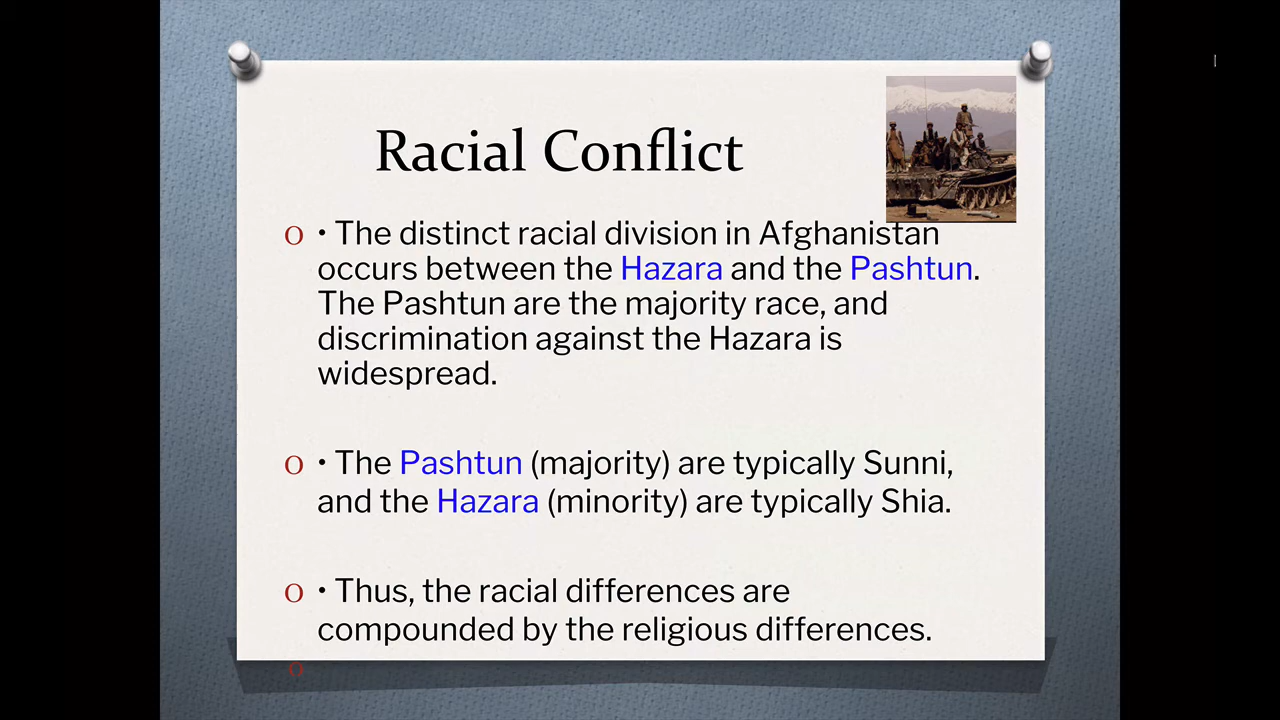 Racial Conflict
O • The distinct racial division in Afghanistan
occurs between the Hazara and the Pashtun.
The Pashtun are the majority race, and
discrimination against the Hazara is
widespread.
O • The Pashtun (majority) are typically Sunni,
and the Hazara (minority) are typically Shia.
O • Thus, the racial differences are
compounded by the religious differences.
O